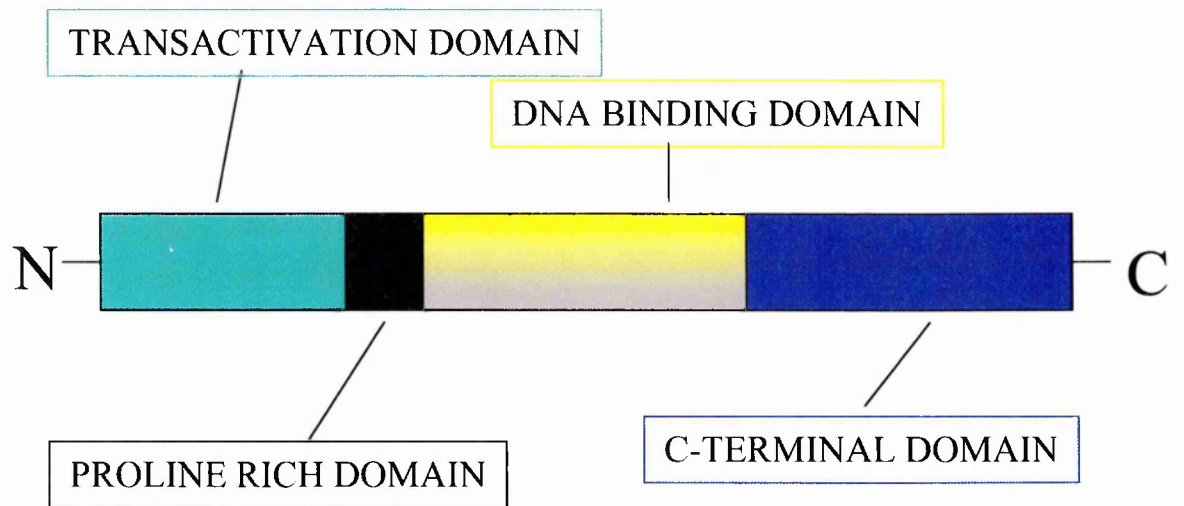 TRANSACTIVATION DOMAIN
DNA BINDING DOMAIN
N
C
PROLINE RICH DOMAIN
C-TERMINAL DOMAIN